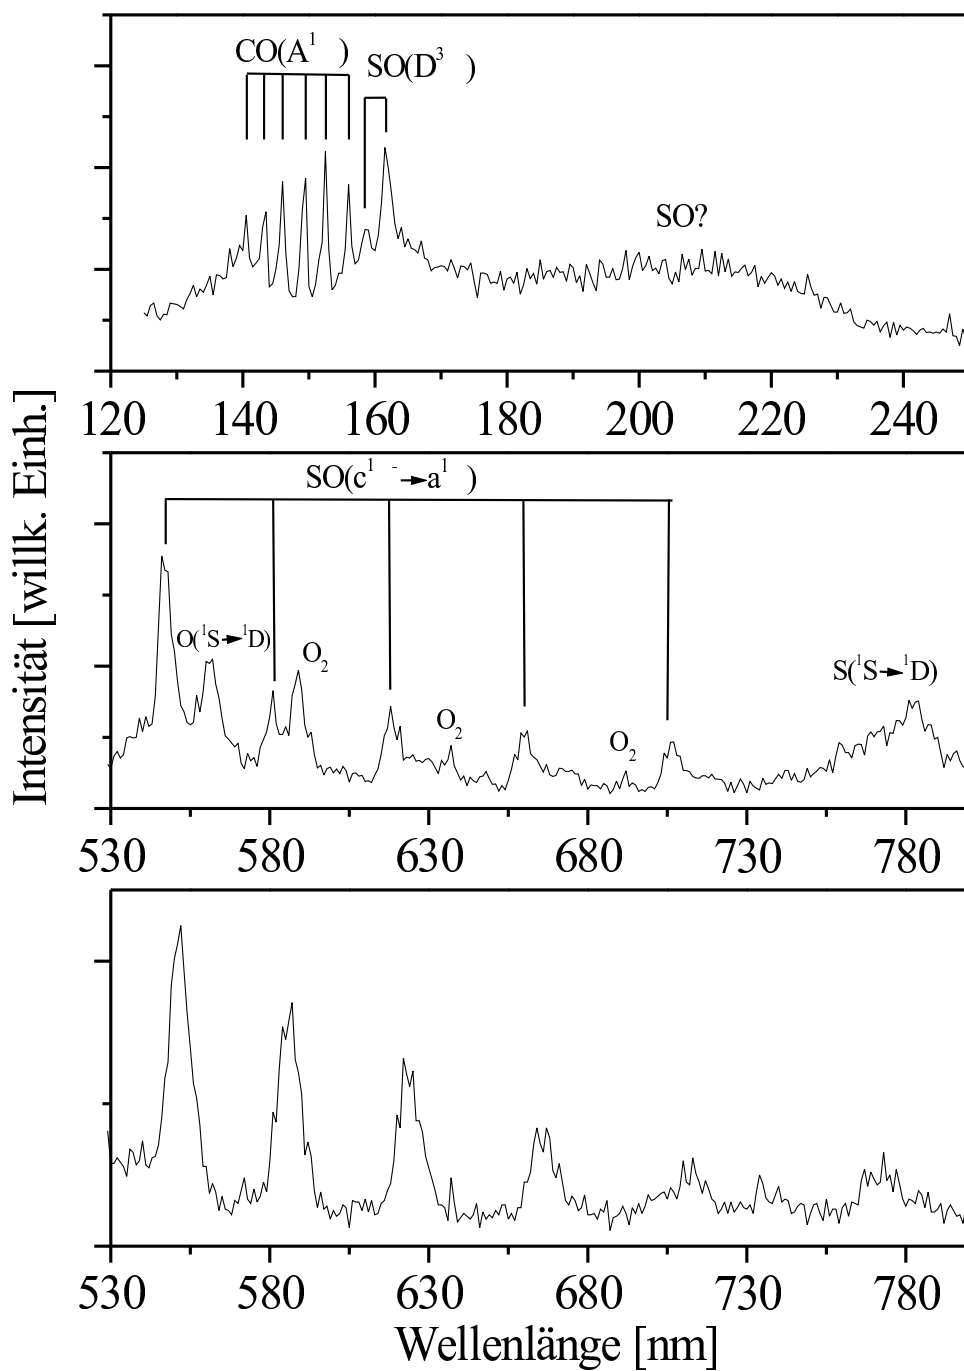 CO(A¹ )
SO(D³ )
SO?
120 140 160 180 200 220 240
Intensität [willk. Einh.]
SO(c¹ ⁻→a¹ )
O(¹S→¹D)
O₂
O₂
O₂
S(¹S→¹D)
530 580 630 680 730 780
530 580 630 680 730 780
Wellenlänge [nm]